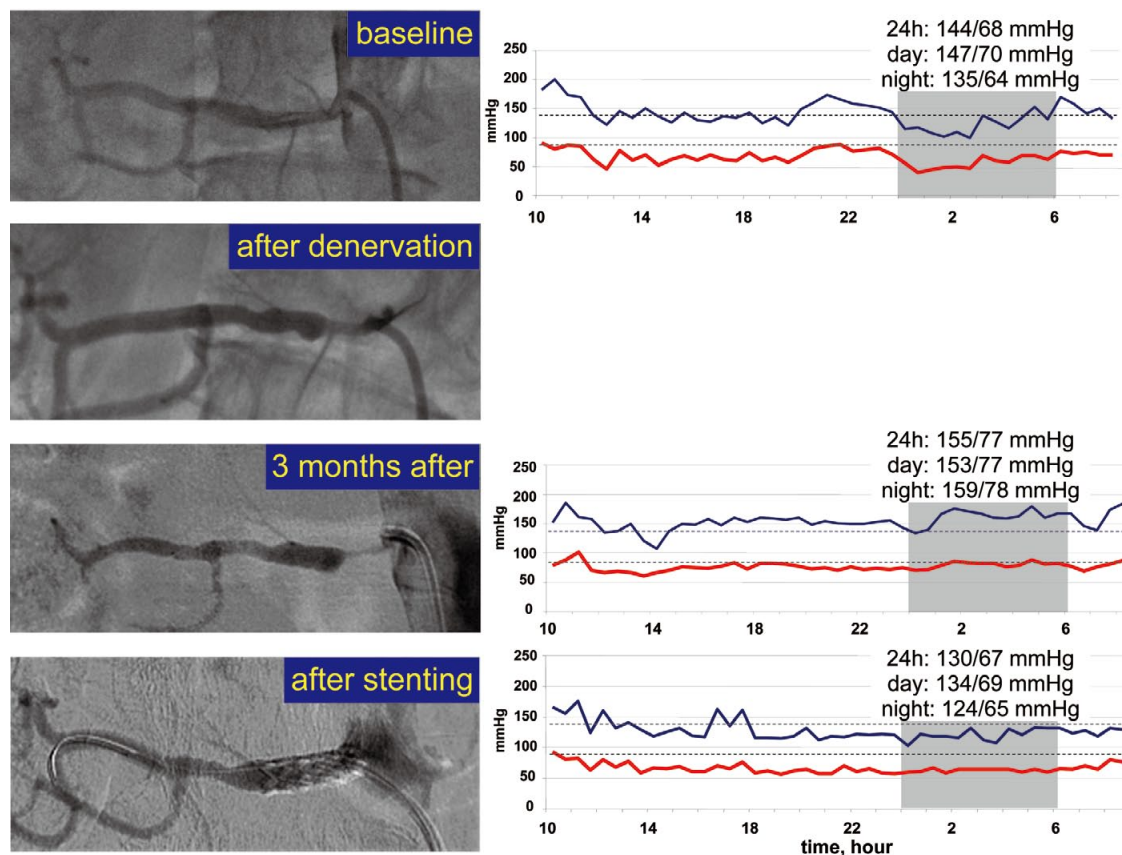 baseline
24h: 144/68 mmHg
day: 147/70 mmHg
night: 135/64 mmHg
mmHg
250
200
150
100
50
0
10 14 18 22 2 6
after denervation
3 months after
24h: 155/77 mmHg
day: 153/77 mmHg
night: 159/78 mmHg
mmHg
250
200
150
100
50
0
10 14 18 22 2 6
after stenting
24h: 130/67 mmHg
day: 134/69 mmHg
night: 124/65 mmHg
mmHg
250
200
150
100
50
0
10 14 18 22 2 6
time, hour